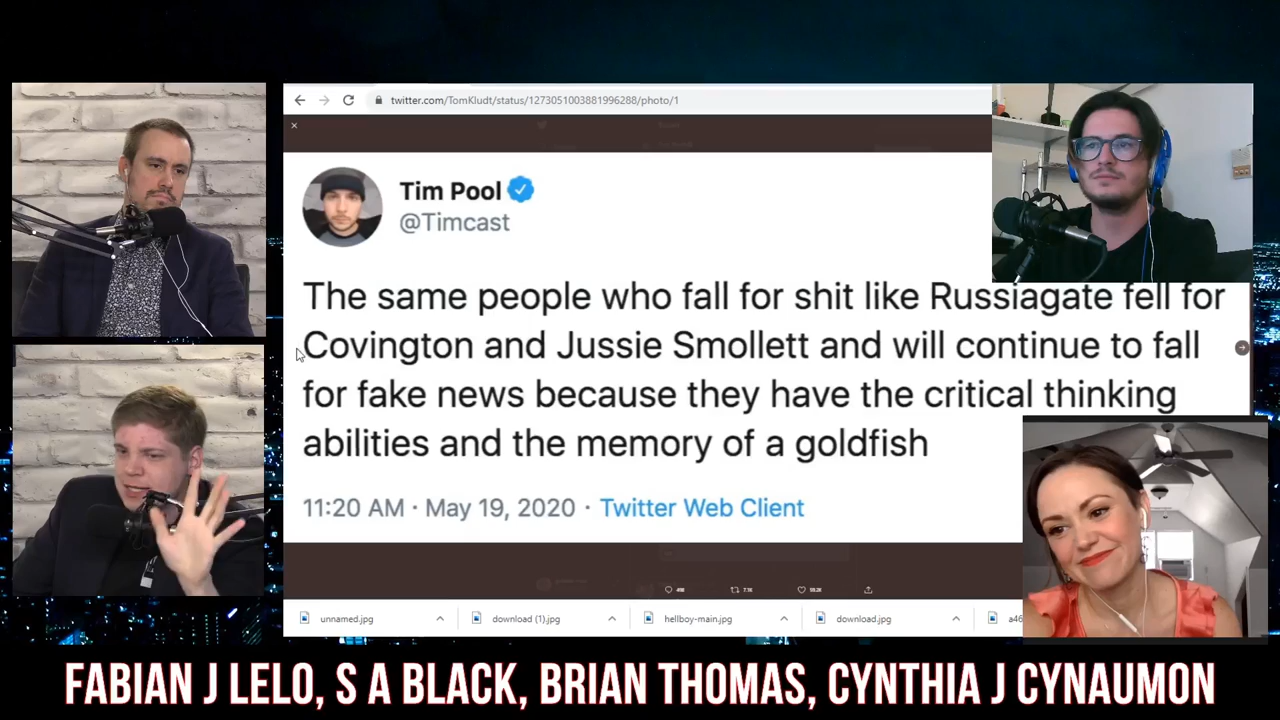 twitter.com/TomKludt/status/1273051003881996288/photo/1
Tim Pool
@Timcast
The same people who fall for shit like Russiagate fell for
Covington and Jussie Smollett and will continue to fall
for fake news because they have the critical thinking
abilities and the memory of a goldfish
11:20 AM · May 19, 2020 · Twitter Web Client
unnamed.jpg
download (1).jpg
hellboy-main.jpg
download.jpg
a46
FABIAN J LELO, S A BLACK, BRIAN THOMAS, CYNTHIA J CYNAUMON